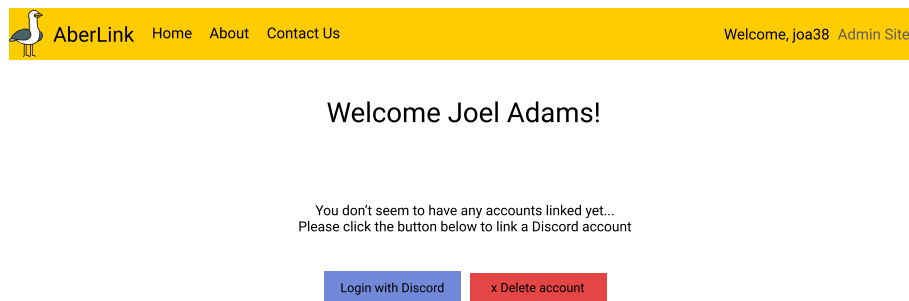 AberLink Home About Contact Us Welcome, joa38 Admin Site
Welcome Joel Adams!
You don’t seem to have any accounts linked yet...
Please click the button below to link a Discord account
Login with Discord x Delete account